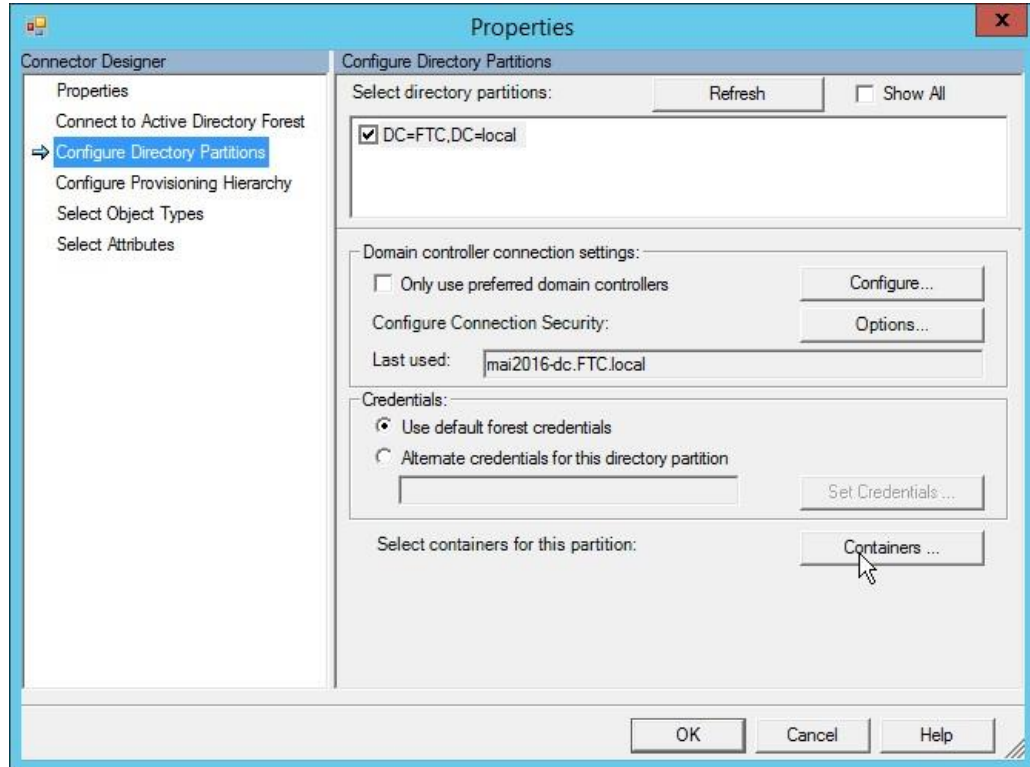 Properties
x
Connector Designer
Properties
Connect to Active Directory Forest
Configure Directory Partitions
Configure Provisioning Hierarchy
Select Object Types
Select Attributes
Configure Directory Partitions
Select directory partitions:
Refresh
Show All
DC=FTC,DC=local
Domain controller connection settings:
Only use preferred domain controllers
Configure...
Configure Connection Security:
Options...
Last used:
mai2016-dc.FTC.local
Credentials:
Use default forest credentials
Alternate credentials for this directory partition
Set Credentials ...
Select containers for this partition:
Containers ...
OK
Cancel
Help